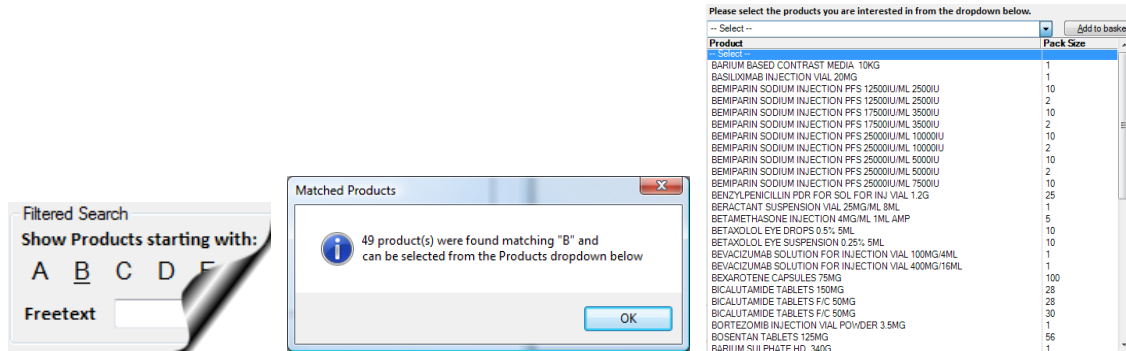 Filtered Search
Show Products starting with:
A B C D
Freetext
Matched Products
49 product(s) were found matching "B" and
can be selected from the Products dropdown below
OK
Please select the products you are interested in from the dropdown below.
-- Select -- Add to baske
Product Pack Size
-- Select --
BARIUM BASED CONTRAST MEDIA 10KG 1
BASILIXIMAB INJECTION VIAL 20MG 1
BEMIPARIN SODIUM INJECTION PFS 12500IU/ML 2500IU 10
BEMIPARIN SODIUM INJECTION PFS 12500IU/ML 2500IU 2
BEMIPARIN SODIUM INJECTION PFS 17500IU/ML 3500IU 10
BEMIPARIN SODIUM INJECTION PFS 17500IU/ML 3500IU 2
BEMIPARIN SODIUM INJECTION PFS 25000IU/ML 10000IU 10
BEMIPARIN SODIUM INJECTION PFS 25000IU/ML 10000IU 2
BEMIPARIN SODIUM INJECTION PFS 25000IU/ML 5000IU 10
BEMIPARIN SODIUM INJECTION PFS 25000IU/ML 5000IU 2
BEMIPARIN SODIUM INJECTION PFS 25000IU/ML 7500IU 10
BENZYLPENICILLIN PDR FOR SOL FOR INJ VIAL 1.2G 25
BERACTANT SUSPENSION VIAL 25MG/ML 8ML 1
BETAMETHASONE INJECTION 4MG/ML 1ML AMP 5
BETAXOLOL EYE DROPS 0.5% 5ML 10
BETAXOLOL EYE SUSPENSION 0.25% 5ML 10
BEVACIZUMAB SOLUTION FOR INJECTION VIAL 100MG/4ML 1
BEVACIZUMAB SOLUTION FOR INJECTION VIAL 400MG/16ML 1
BEXAROTENE CAPSULES 75MG 100
BICALUTAMIDE TABLETS 150MG 28
BICALUTAMIDE TABLETS F/C 50MG 28
BICALUTAMIDE TABLETS F/C 50MG 30
BORTEZOMIB INJECTION VIAL POWDER 3.5MG 1
BOSENTAN TABLETS 125MG 56
BARIUM SULPHATE HD 340G 1